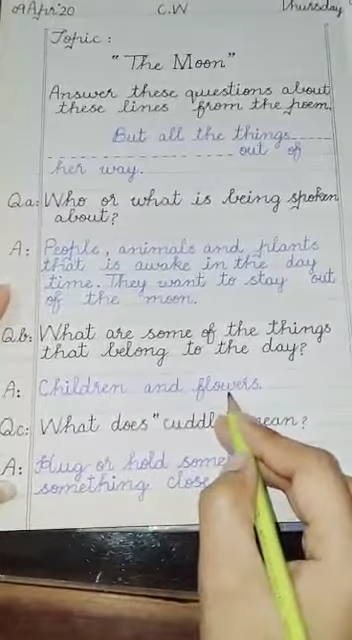 09 Apr'20 C.W Thursday
Topic:
"The Moon"
Answer these questions about
these lines from the poem.
But all the things
out of
her way.
Qa: Who or what is being spoken
about?
A: People, animals and plants
that is awake in the day
time. They want to stay out
of the moon.
Qb: What are some of the things
that belong to the day?
A: Children and flowers.
Qc: What does "cuddl mean?
A: Hug or hold some
something close